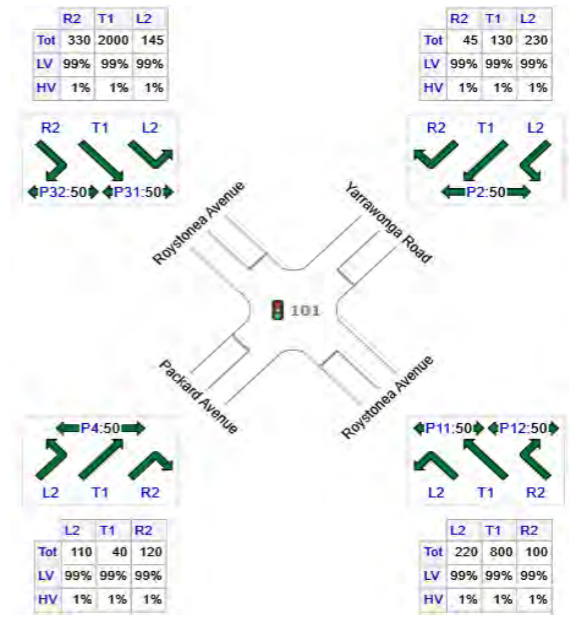 R2 T1 L2
Tot 330 2000 145
LV 99% 99% 99%
HV 1% 1% 1%
R2 T1 L2
P32:50 P31:50
R2 T1 L2
Tot 45 130 230
LV 99% 99% 99%
HV 1% 1% 1%
R2 T1 L2
P2:50
Roystonea Avenue
Yarrawonga Road
101
Packard Avenue
Roystonea Avenue
P4:50
L2 T1 R2
L2 T1 R2
Tot 110 40 120
LV 99% 99% 99%
HV 1% 1% 1%
P11:50 P12:50
L2 T1 R2
L2 T1 R2
Tot 220 800 100
LV 99% 99% 99%
HV 1% 1% 1%